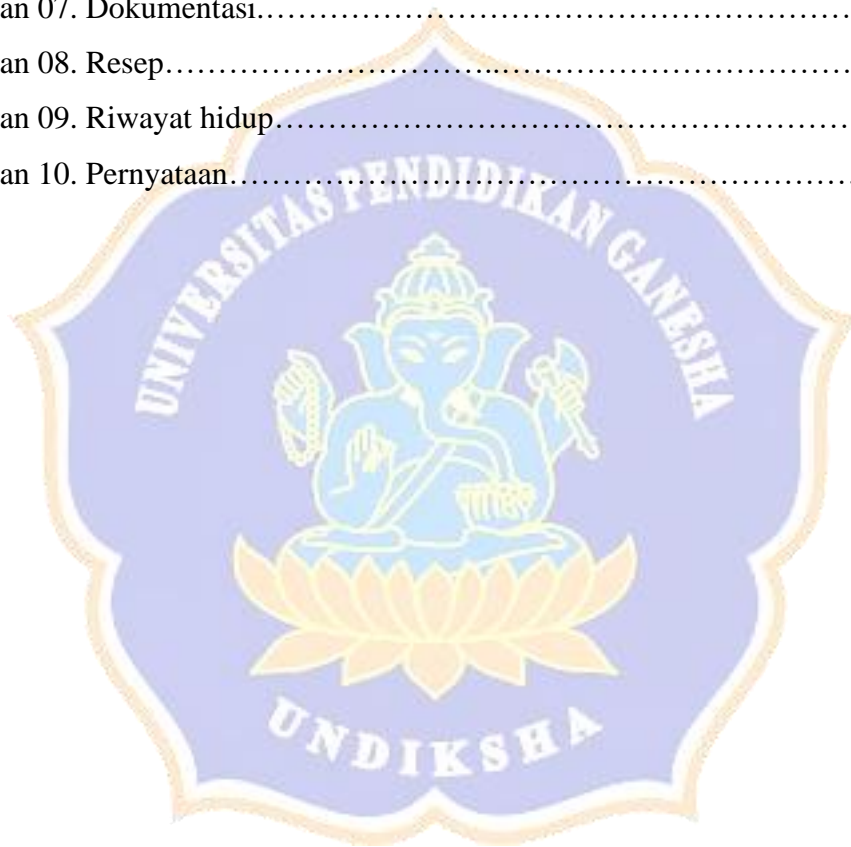 an 07. Dokumentasi……………………………………………………
an 08. Resep…………………………..………………………………
an 09. Riwayat hidup…………………………………………………
an 10. Pernyataan………………………………………………………
UNIVERSITAS PENDIDIKAN GANESHA
UNDIKSHA